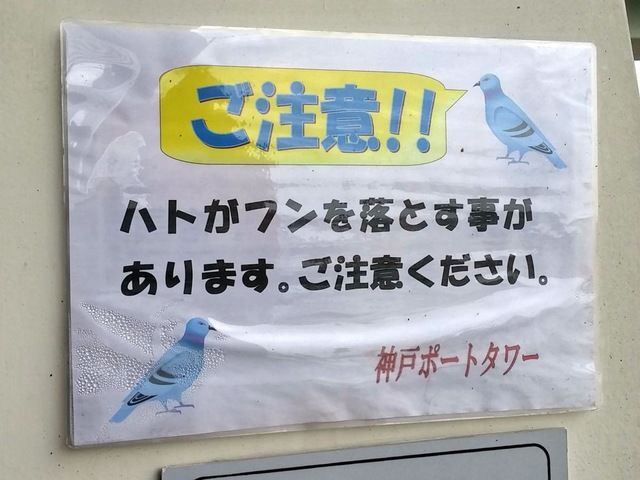 ご注意!!
ハトがフンを落とす事が
あります。ご注意ください。
神戸ポートタワー